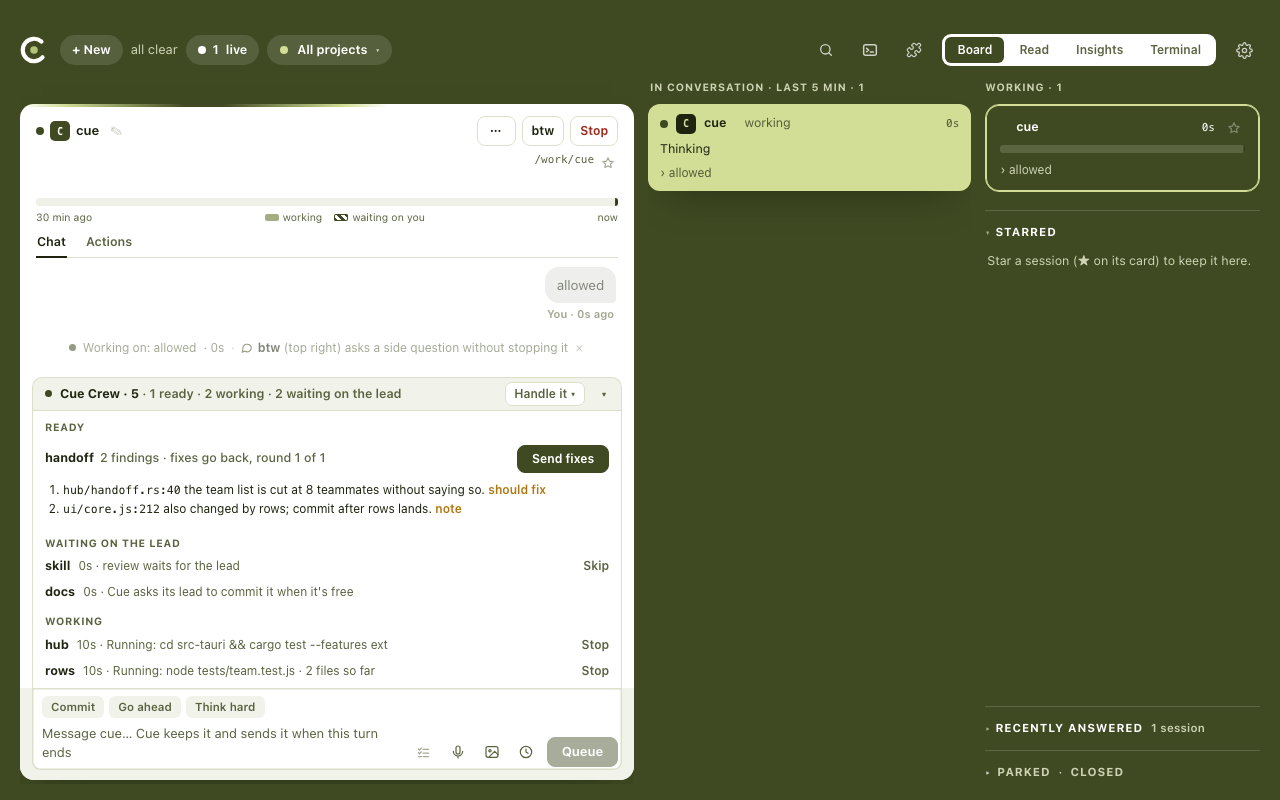 + New
all clear
1 live
All projects
Board
Read
Insights
Terminal
C cue
···
btw
Stop
/work/cue
30 min ago
working
waiting on you
now
Chat
Actions
allowed
You · 0s ago
Working on: allowed · 0s · btw (top right) asks a side question without stopping it ×
Cue Crew · 5 · 1 ready · 2 working · 2 waiting on the lead
Handle it
READY
handoff 2 findings · fixes go back, round 1 of 1
Send fixes
1. hub/handoff.rs:40 the team list is cut at 8 teammates without saying so. should fix
2. ui/core.js:212 also changed by rows; commit after rows lands. note
WAITING ON THE LEAD
skill 0s · review waits for the lead
Skip
docs 0s · Cue asks its lead to commit it when it's free
WORKING
hub 10s · Running: cd src-tauri && cargo test --features ext
Stop
rows 10s · Running: node tests/team.test.js · 2 files so far
Stop
Commit
Go ahead
Think hard
Message cue... Cue keeps it and sends it when this turn
ends
Queue
IN CONVERSATION · LAST 5 MIN · 1
C cue working
0s
Thinking
› allowed
WORKING · 1
cue
0s
› allowed
STARRED
Star a session (★ on its card) to keep it here.
RECENTLY ANSWERED 1 session
PARKED · CLOSED